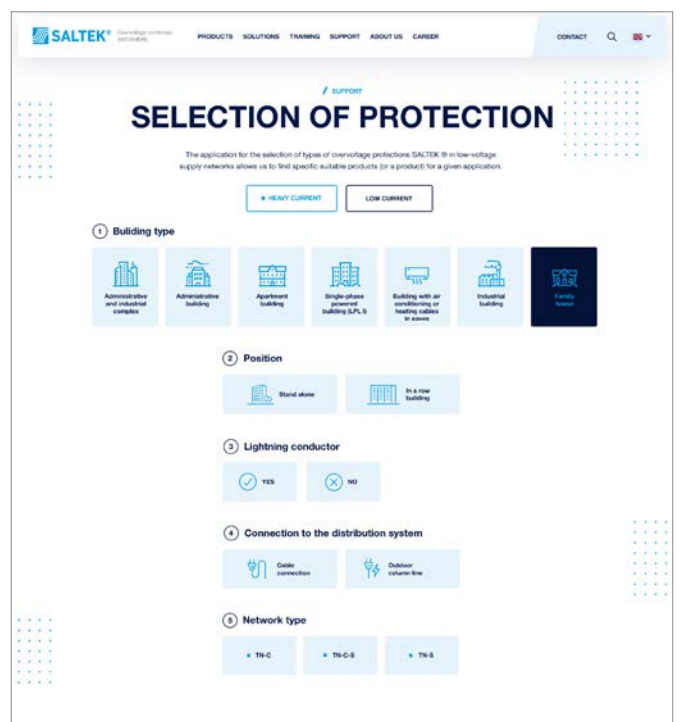 SALTEK® Overvoltage protection
ANYWHERE.
PRODUCTS SOLUTIONS TRAINING SUPPORT ABOUT US CAREER CONTACT
SUPPORT
SELECTION OF PROTECTION
The application for the selection of types of overvoltage protections SALTEK ® in low-voltage
supply networks allows us to find specific suitable products (or a product) for a given application.
HEAVY CURRENT LOW CURRENT
1 Building type
Administrative
and industrial
complex
Administrative
building
Apartment
building
Single-phase
powered
building (LPL I)
Building with air
conditioning or
heating cables
in eaves
Industrial
building
Family
house
2 Position
Stand alone
In a row
building
3 Lightning conductor
YES NO
4 Connection to the distribution system
Cable
connection
Outdoor
column line
5 Network type
TN-C TN-C-S TN-S